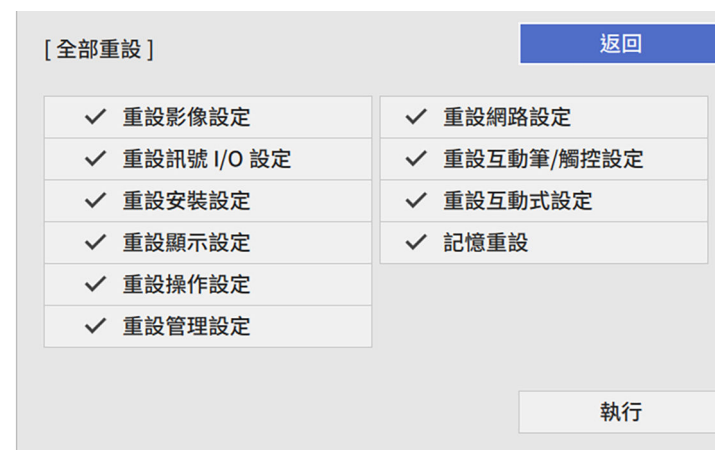 [ 全部重設 ]
返回
重設影像設定
重設訊號 I/O 設定
重設安裝設定
重設顯示設定
重設操作設定
重設管理設定
重設網路設定
重設互動筆/觸控設定
重設互動式設定
記憶重設
執行